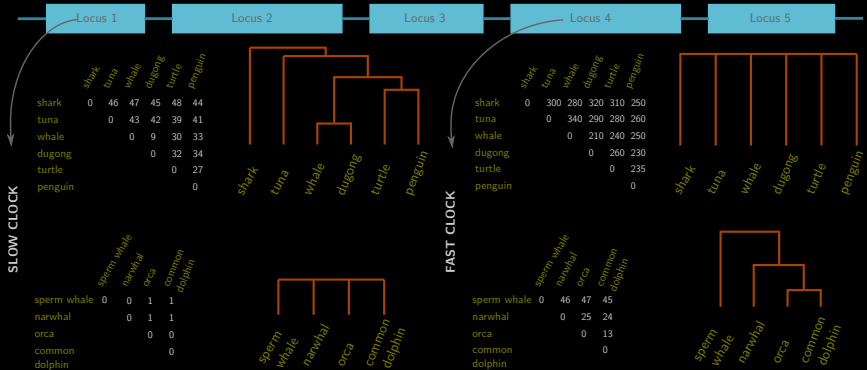 Locus 1 Locus 2 Locus 3 Locus 4 Locus 5
SLOW CLOCK
shark tuna whale dugong turtle penguin
shark 0 46 47 45 48 44
tuna 0 43 42 39 41
whale 0 9 30 33
dugong 0 32 34
turtle 0 27
penguin 0
shark tuna whale dugong turtle penguin
sperm whale narwhal orca common dolphin
sperm whale 0 0 1 1
narwhal 0 1 1
orca 0 0
common 0
dolphin
sperm whale narwhal orca common dolphin
FAST CLOCK
shark tuna whale dugong turtle penguin
shark 0 300 280 320 310 250
tuna 0 340 290 280 260
whale 0 210 240 250
dugong 0 260 230
turtle 0 235
penguin 0
shark tuna whale dugong turtle penguin
sperm whale narwhal orca common dolphin
sperm whale 0 46 47 45
narwhal 0 25 24
orca 0 13
common 0
dolphin
sperm whale narwhal orca common dolphin